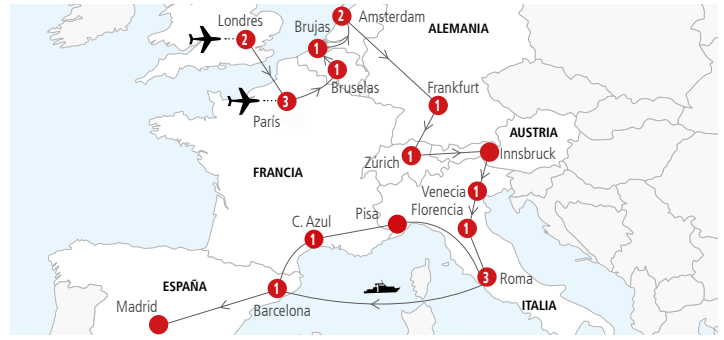 Londres
2
Brujas
2
Amsterdam
ALEMANIA
1
1
Bruselas
3
París
Frankfurt
1
AUSTRIA
Zúrich
1
Innsbruck
FRANCIA
Venecia
1
Florencia
1
Pisa
C. Azul
1
3
Roma
ITALIA
ESPAÑA
1
Barcelona
Madrid